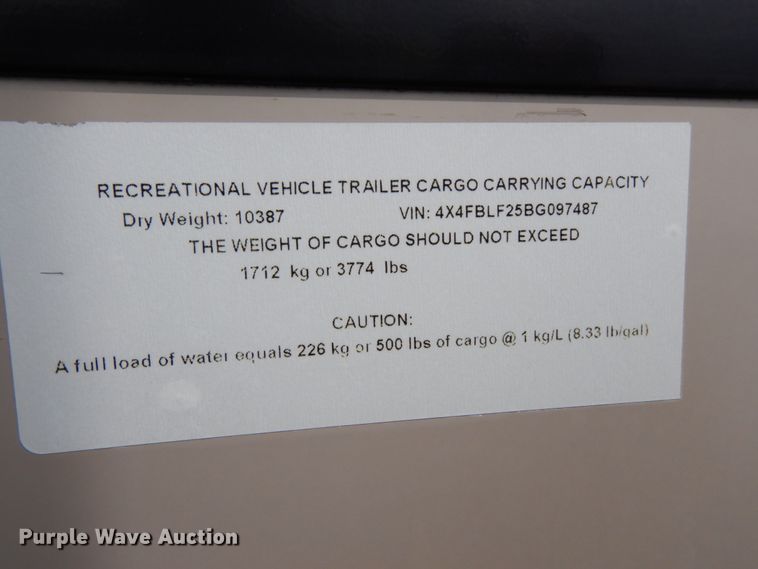 RECREATIONAL VEHICLE TRAILER CARGO CARRYING CAPACITY
Dry Weight: 10387 VIN: 4X4FBLF25BG097487
THE WEIGHT OF CARGO SHOULD NOT EXCEED
1712 kg or 3774 lbs
CAUTION:
A full load of water equals 226 kg or 500 lbs of cargo @ 1 kg/L (8.33 lb/gal)
Purple Wave Auction